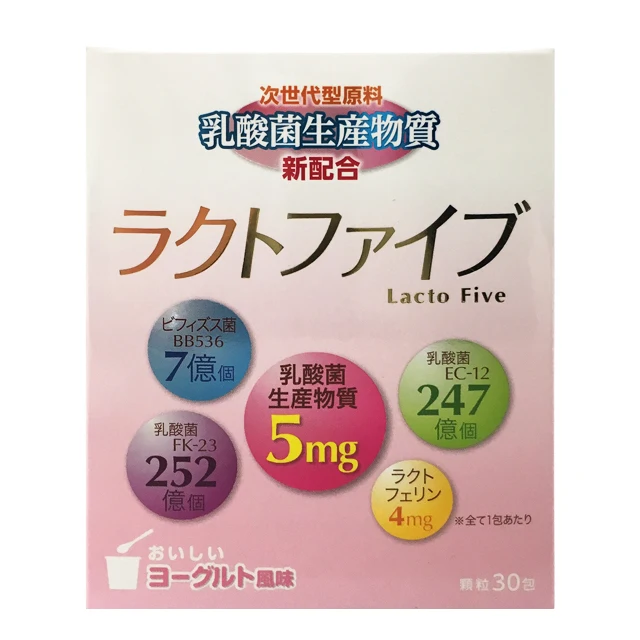 次世代型原料
乳酸菌生産物質
新配合
ラクトファイブ
Lacto Five
ビフィズス菌
BB536
7億個
乳酸菌
生産物質
5mg
乳酸菌
EC-12
247
億個
乳酸菌
FK-23
252
億個
ラクト
フェリン
4mg
※全て1包あたり
おいしい
ヨーグルト風味
顆粒30包